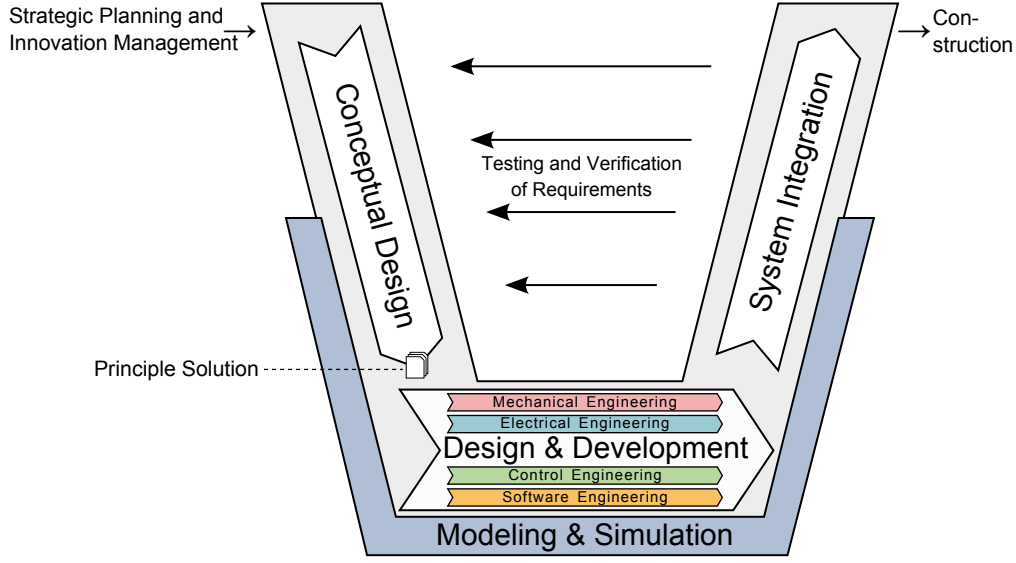 Strategic Planning and
Innovation Management
Con-
struction
Conceptual Design
Testing and Verification
of Requirements
System Integration
Principle Solution
Mechanical Engineering
Electrical Engineering
Design & Development
Control Engineering
Software Engineering
Modeling & Simulation